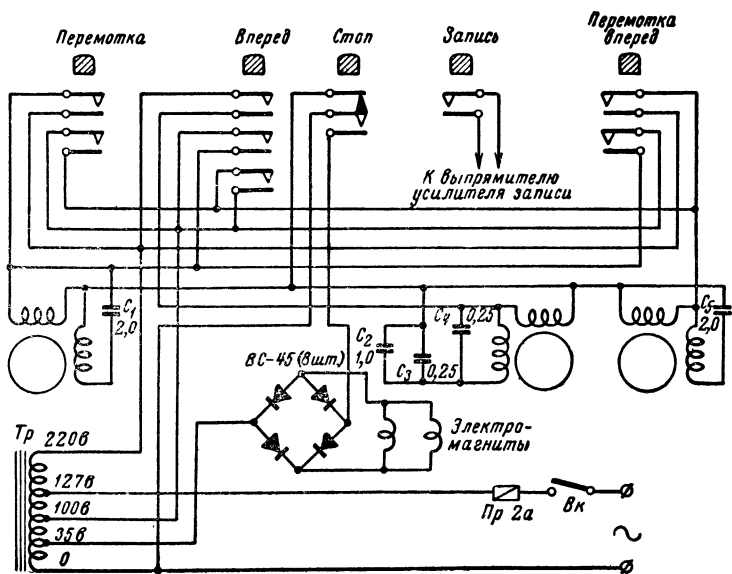 Перемотка
Вперед
Стоп
Запись
Перемотка
вперед
К выпрямителю
усилителя записи
C1
2,0
C2
1,0
C3
0,25
C4
0,25
C5
2,0
ВС-45 (8шт)
Электро-
магниты
Тр
220в
127в
100в
35в
0
Пр 2а
Вк
~